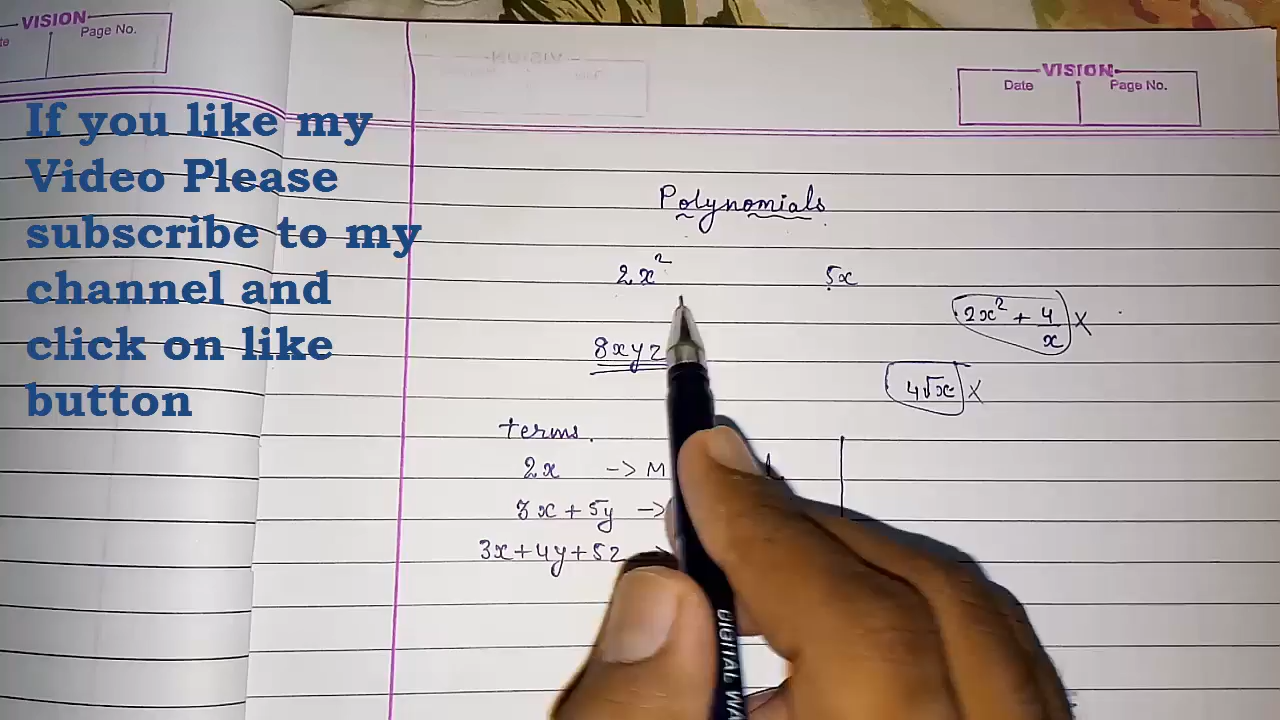 VISION
Page No.
VISION
Date
Page No.
If you like my
Video Please
subscribe to my
channel and
click on like
button
Polynomials
2x² 5x
2x² + 4/x X
8xyz
4√x X
terms.
2x -> M
3x + 5y ->
3x + 4y + 5z
DIGITAL